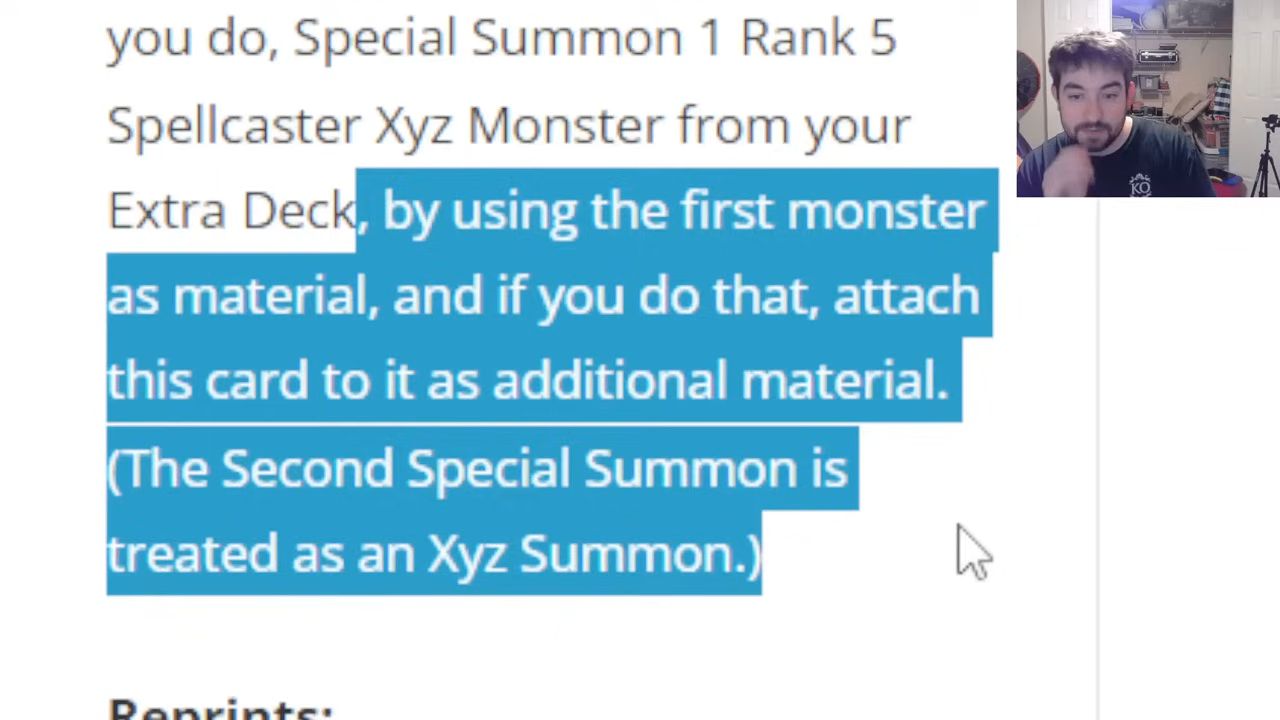 you do, Special Summon 1 Rank 5
Spellcaster Xyz Monster from your
Extra Deck, by using the first monster
as material, and if you do that, attach
this card to it as additional material.
(The Second Special Summon is
treated as an Xyz Summon.)
Reprints:
KO